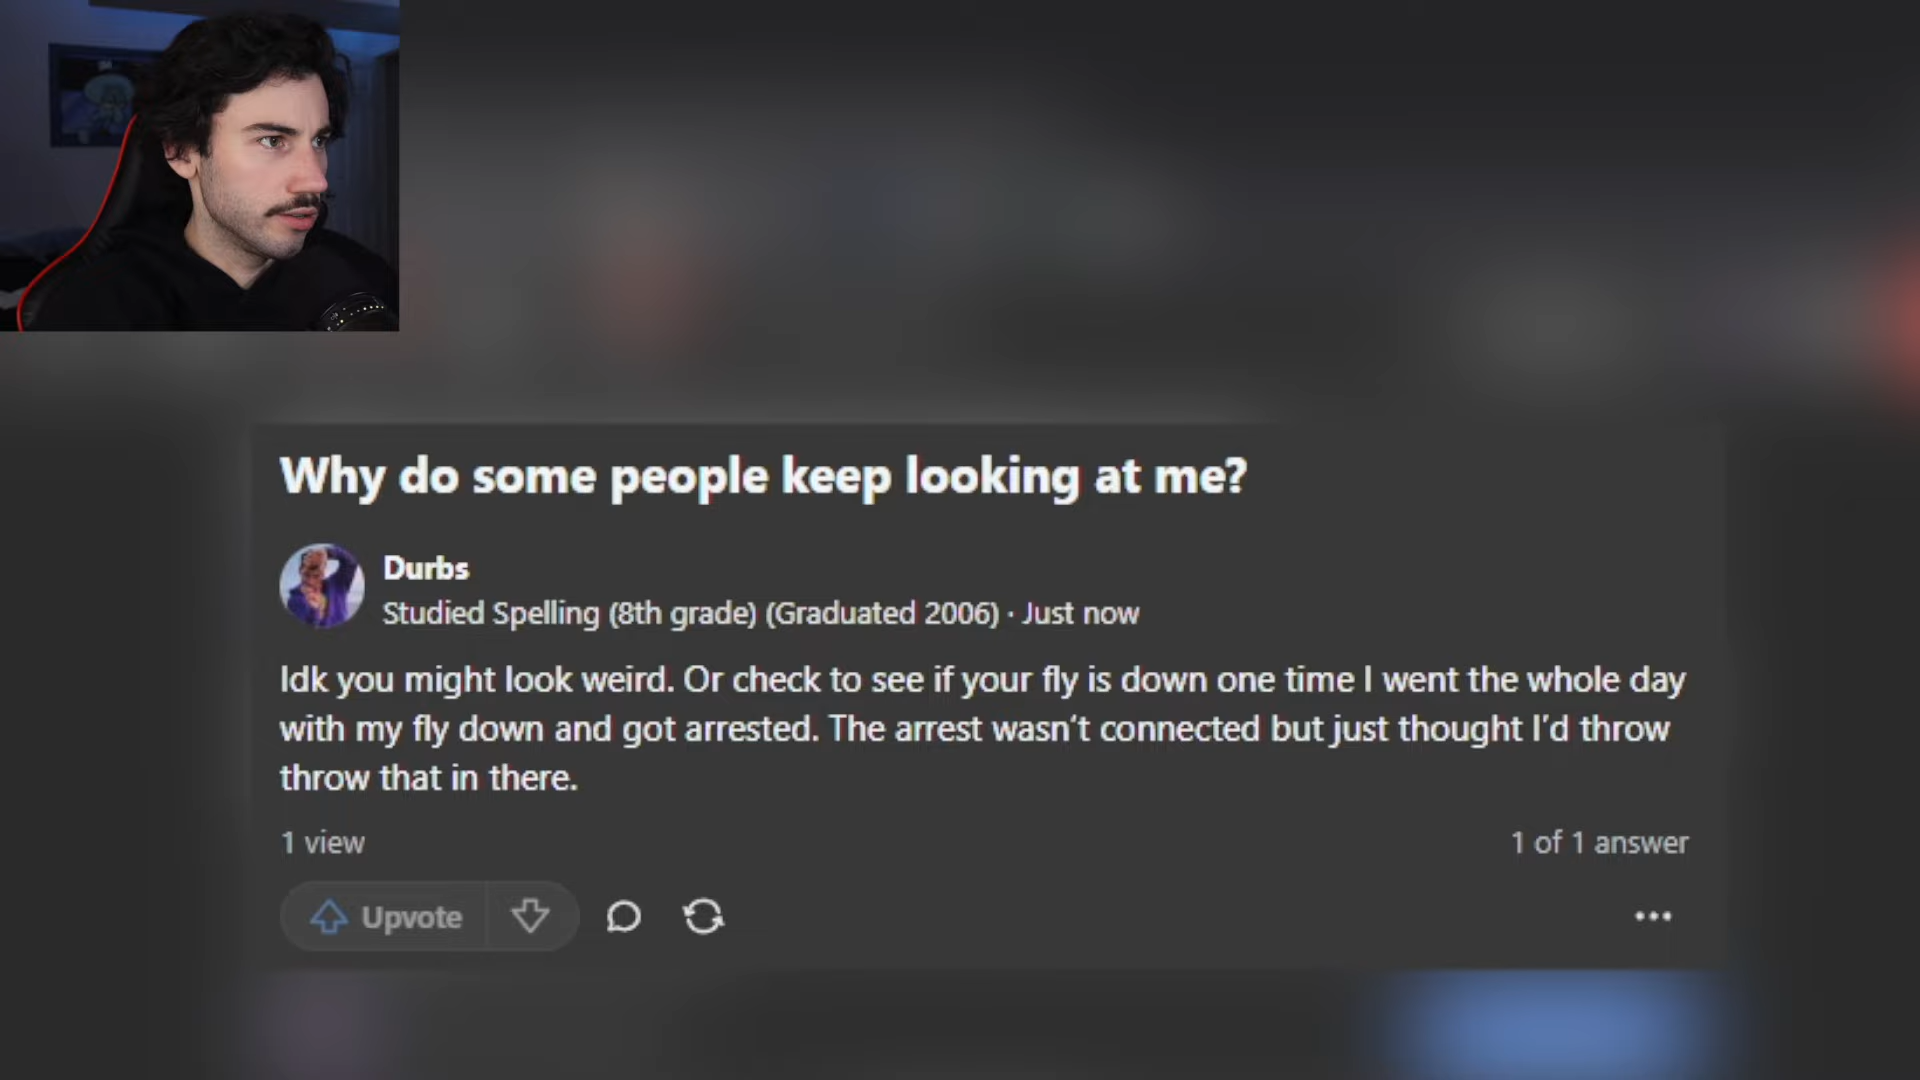 Why do some people keep looking at me?
Durbs
Studied Spelling (8th grade) (Graduated 2006) · Just now
Idk you might look weird. Or check to see if your fly is down one time I went the whole day
with my fly down and got arrested. The arrest wasn‘t connected but just thought I’d throw
throw that in there.
1 view
1 of 1 answer
Upvote